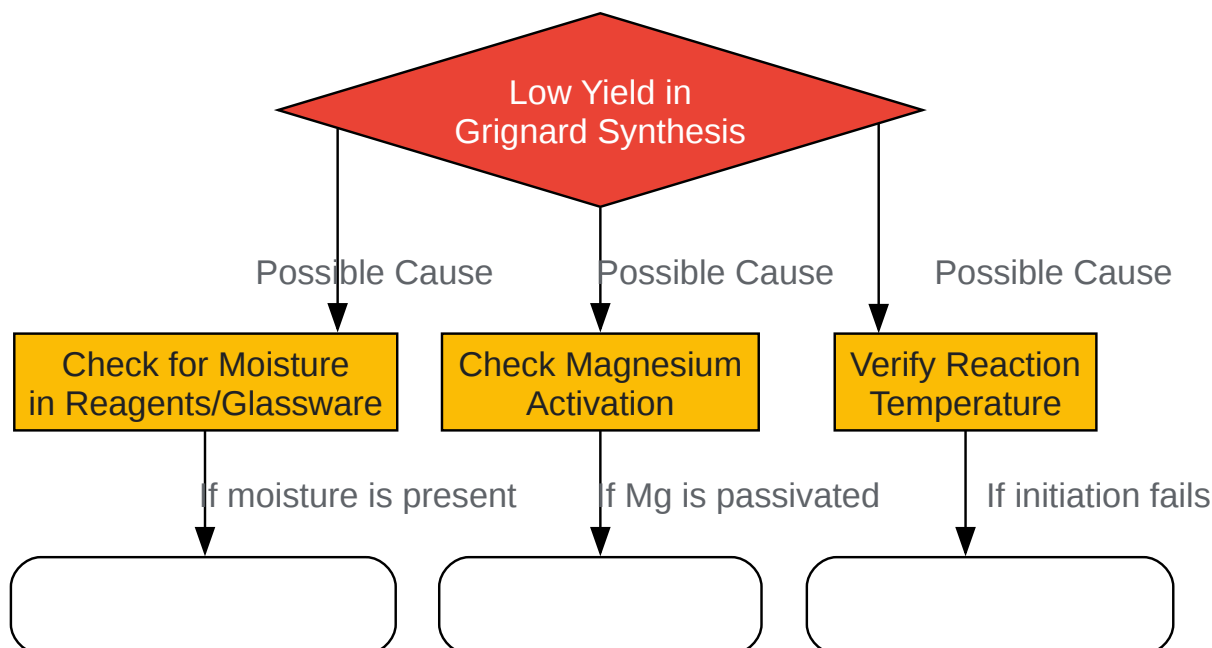 Low Yield in
Grignard Synthesis
Possible Cause
Possible Cause
Possible Cause
Check for Moisture
in Reagents/Glassware
Check Magnesium
Activation
Verify Reaction
Temperature
If moisture is present
If Mg is passivated
If initiation fails